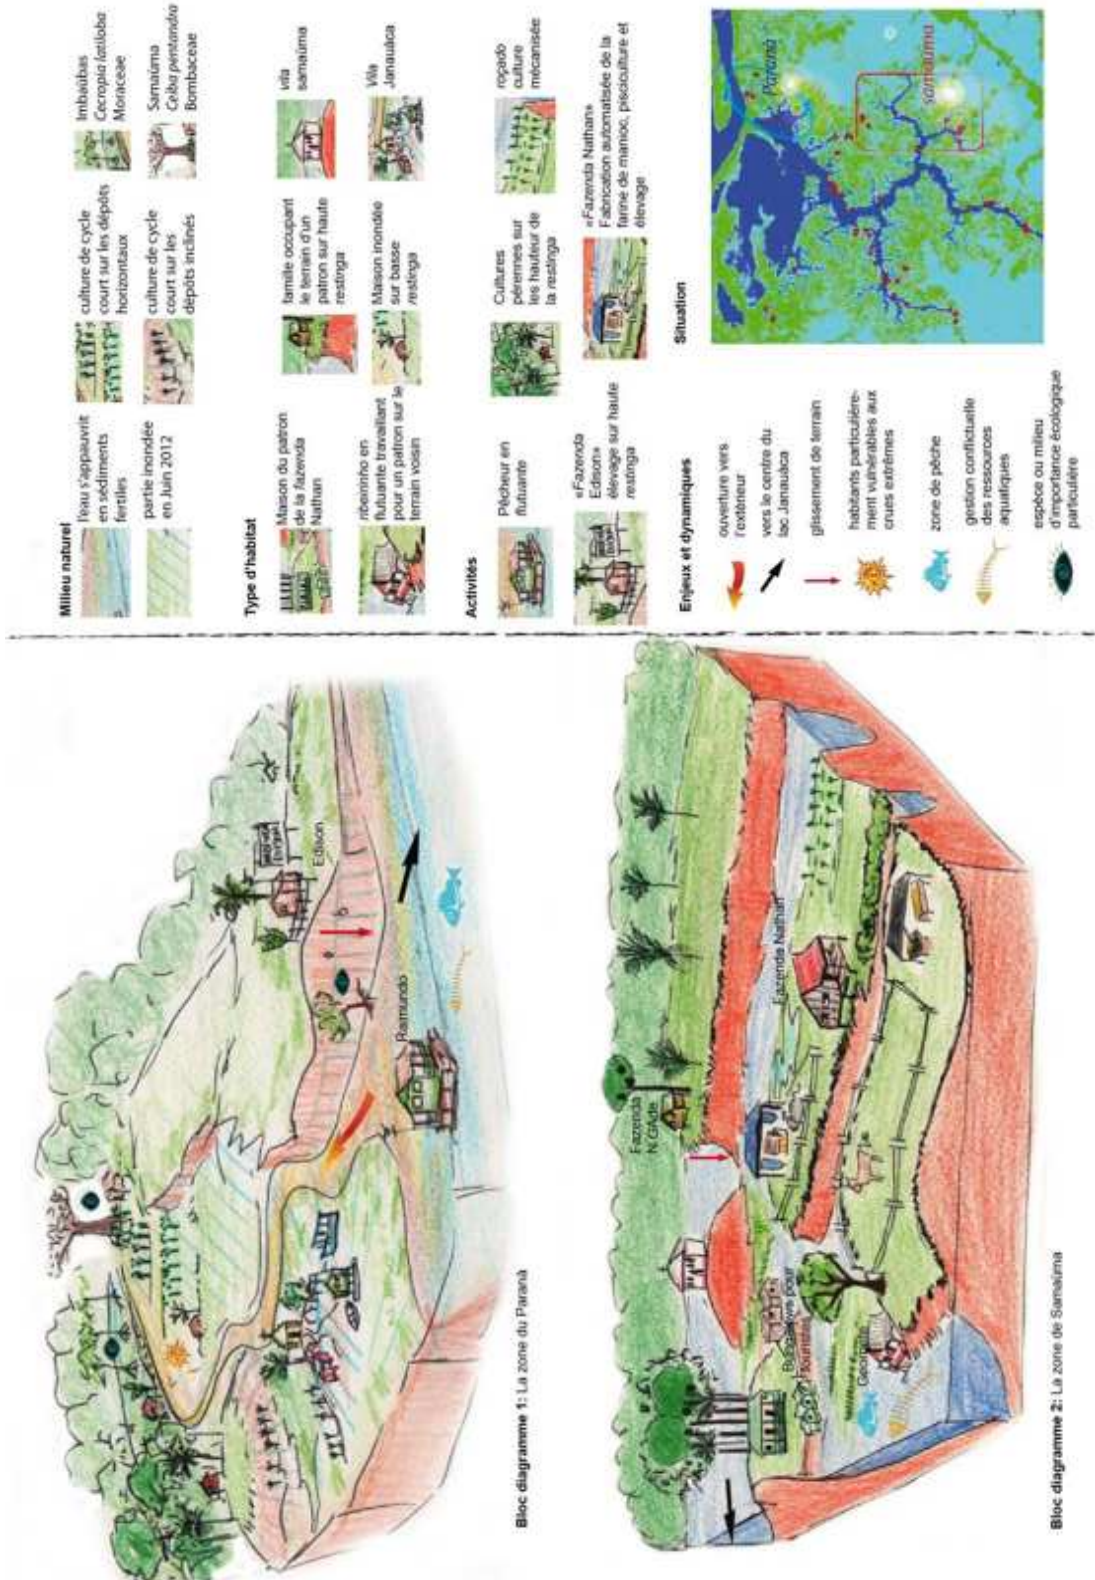 Milieu naturel
l'eau s'appauvrit
en sédiments
fertiles
partie inondée
en Juin 2012
culture de cycle
court sur les dépôts
horizontaux
culture de cycle
court sur les
dépôts inclinés
Imbaúbas
Cecropia latiloba
Moraceae
Samaúma
Ceiba pentandra
Bombaceae
Type d'habitat
Maison du patron
de la fazenda
Nathan
ribeirinho en
flutuante travaillant
pour un patron sur le
terrain voisin
famille occupant
le terrain d'un
patron sur haute
restinga
Maison inondée
sur basse
restinga
vila
samaúma
Vila
Janauáca
Activités
Pêcheur en
flutuante
«Fazenda
Edison»
élevage sur haute
restinga
Cultures
pérennes sur
les hauteur de
la restinga
roçado
culture
mécanisée
«Fazenda Nathan»
Fabrication automatisée de la
farine de manioc, pisciculture et
élevage
Enjeux et dynamiques
ouverture vers
l'extérieur
vers le centre du
lac Janauáca
glissement de terrain
habitants particulière-
ment vulnérables aux
crues extrêmes
zone de pêche
gestion conflictuelle
des ressources
aquatiques
espèce ou milieu
d'importance écologique
particulière
Situation
Paranà
samaúma
Edison
Raimundo
Bloc diagramme 1: La zone du Paranà
Fazenda
Fazenda Nathan
pour
Bloc diagramme 2: La zone de Samaúma